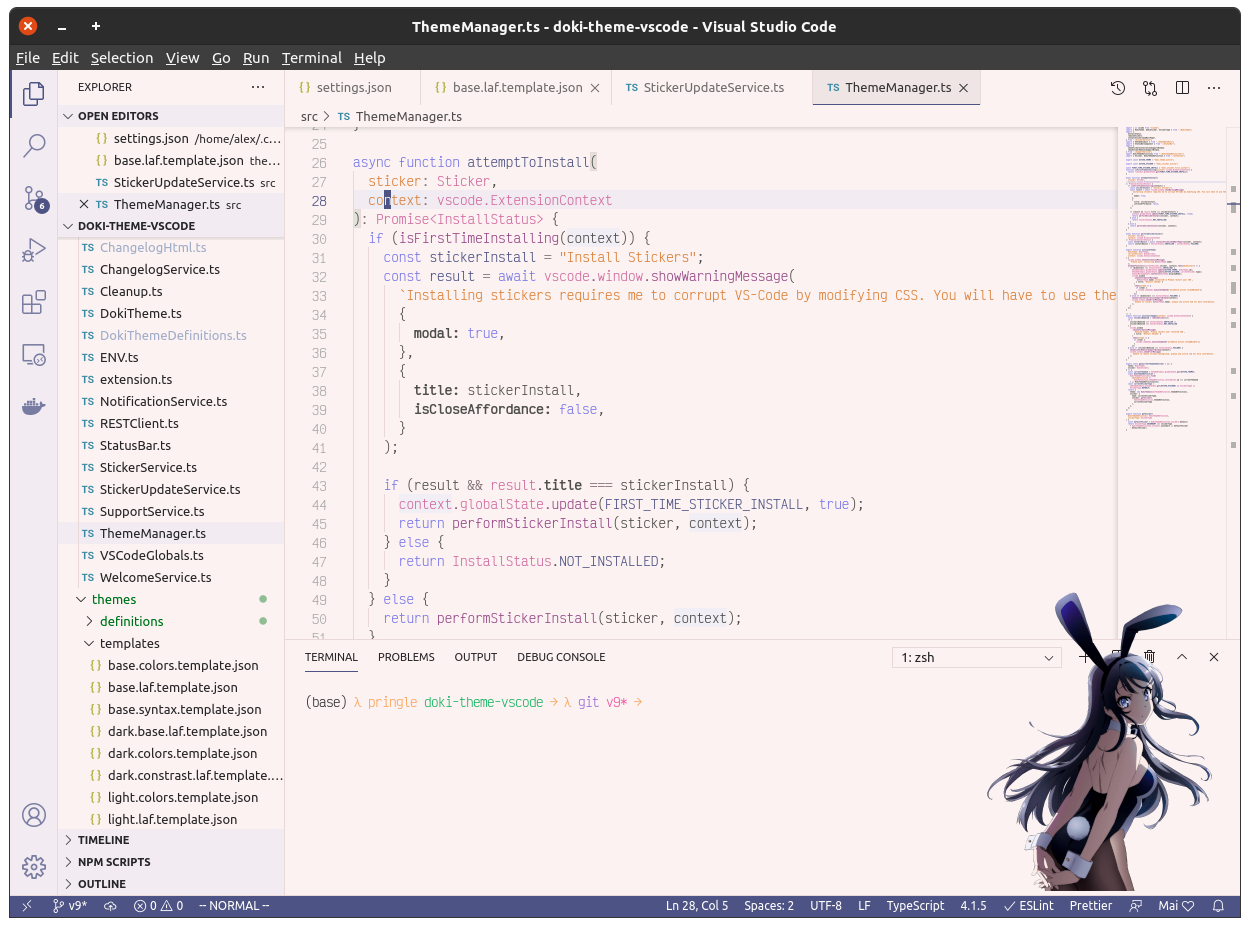 ThemeManager.ts - doki-theme-vscode - Visual Studio Code
File Edit Selection View Go Run Terminal Help
EXPLORER
OPEN EDITORS
{} settings.json /home/alex/.c...
{} base.laf.template.json the...
TS StickerUpdateService.ts src
TS ThemeManager.ts src
DOKI-THEME-VSCODE
TS ChangelogHtml.ts
TS ChangelogService.ts
TS Cleanup.ts
TS DokiTheme.ts
TS DokiThemeDefinitions.ts
TS ENV.ts
TS extension.ts
TS NotificationService.ts
TS RESTClient.ts
TS StatusBar.ts
TS StickerService.ts
TS StickerUpdateService.ts
TS SupportService.ts
TS ThemeManager.ts
TS VSCodeGlobals.ts
TS WelcomeService.ts
themes
definitions
templates
{} base.colors.template.json
{} base.laf.template.json
{} base.syntax.template.json
{} dark.base.laf.template.json
{} dark.colors.template.json
{} dark.constrast.laf.template....
{} light.colors.template.json
{} light.laf.template.json
TIMELINE
NPM SCRIPTS
OUTLINE
6
{} settings.json {} base.laf.template.json TS StickerUpdateService.ts TS ThemeManager.ts
src > TS ThemeManager.ts
25
26 async function attemptToInstall(
27 sticker: Sticker,
28 context: vscode.ExtensionContext
29 ): Promise<InstallStatus> {
30 if (isFirstTimeInstalling(context)) {
31 const stickerInstall = "Install Stickers";
32 const result = await vscode.window.showWarningMessage(
33 `Installing stickers requires me to corrupt VS-Code by modifying CSS. You will have to use the
34 {
35 modal: true,
36 },
37 {
38 title: stickerInstall,
39 isCloseAffordance: false,
40 }
41 );
42
43 if (result && result.title === stickerInstall) {
44 context.globalState.update(FIRST_TIME_STICKER_INSTALL, true);
45 return performStickerInstall(sticker, context);
46 } else {
47 return InstallStatus.NOT_INSTALLED;
48 }
49 } else {
50 return performStickerInstall(sticker, context);
51 }
TERMINAL PROBLEMS OUTPUT DEBUG CONSOLE 1: zsh
(base) λ pringle doki-theme-vscode → λ git v9* →
v9* 0 0 -- NORMAL -- Ln 28, Col 5 Spaces: 2 UTF-8 LF TypeScript 4.1.5 ESLint Prettier Mai ♡